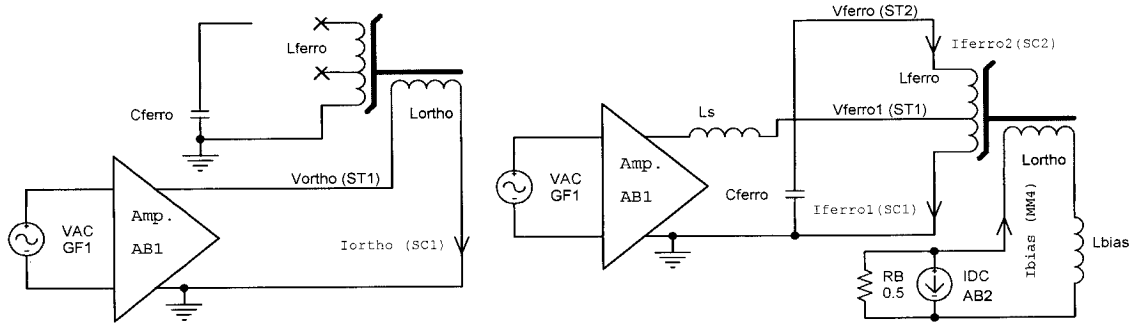 Lferro
Cferro
Lortho
Vortho (ST1)
Amp.
AB1
VAC
GF1
Iortho (SC1)
Vferro (ST2)
Iferro2(SC2)
Lferro
Ls
Vferro1 (ST1)
Amp.
AB1
VAC
GF1
Cferro
Lortho
Iferro1(SC1)
Ibias (MM4)
Lbias
RB
0.5
IDC
AB2